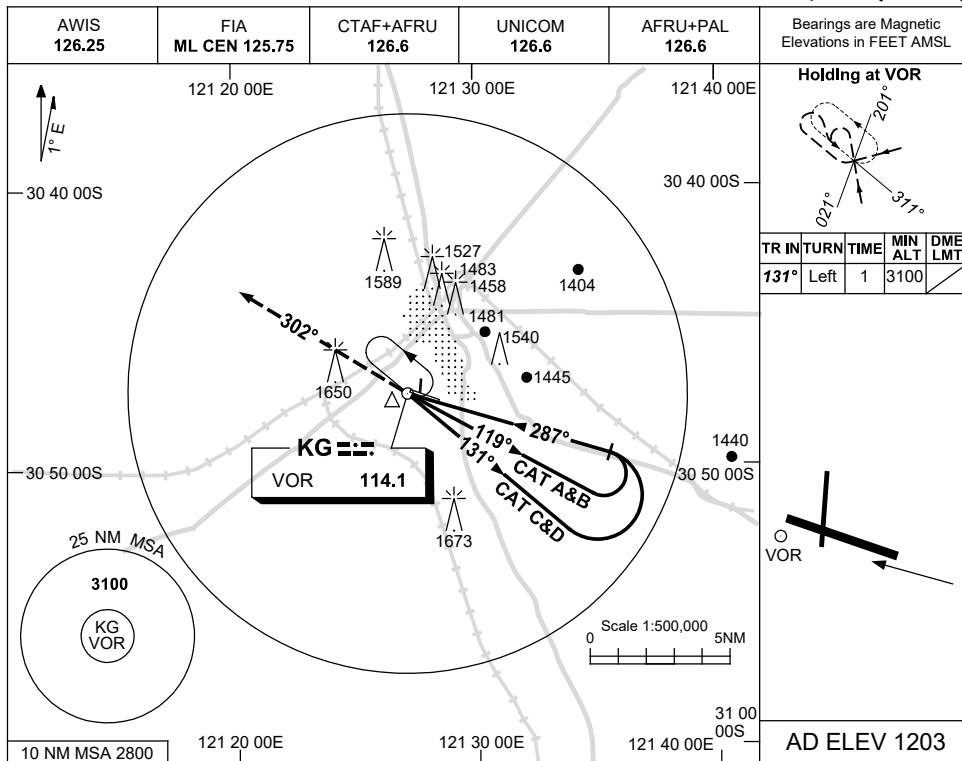 AWIS
126.25
FIA
ML CEN 125.75
CTAF+AFRU
126.6
UNICOM
126.6
AFRU+PAL
126.6
Bearings are Magnetic
Elevations in FEET AMSL
121 20 00E
121 30 00E
121 40 00E
1° E
30 40 00S
30 40 00S
Holding at VOR
201°
021°
311°
TR IN TURN TIME MIN ALT DME LMT
131° Left 1 3100
1589
1527
1483
1458
1404
1481
1540
1445
302°
1650
287°
119°
CAT A&B
131°
CAT C&D
1440
KG
VOR 114.1
30 50 00S
30 50 00S
1673
VOR
25 NM MSA
3100
KG
VOR
Scale 1:500,000
0 5NM
31 00
00S
121 20 00E
121 30 00E
121 40 00E
10 NM MSA 2800
AD ELEV 1203